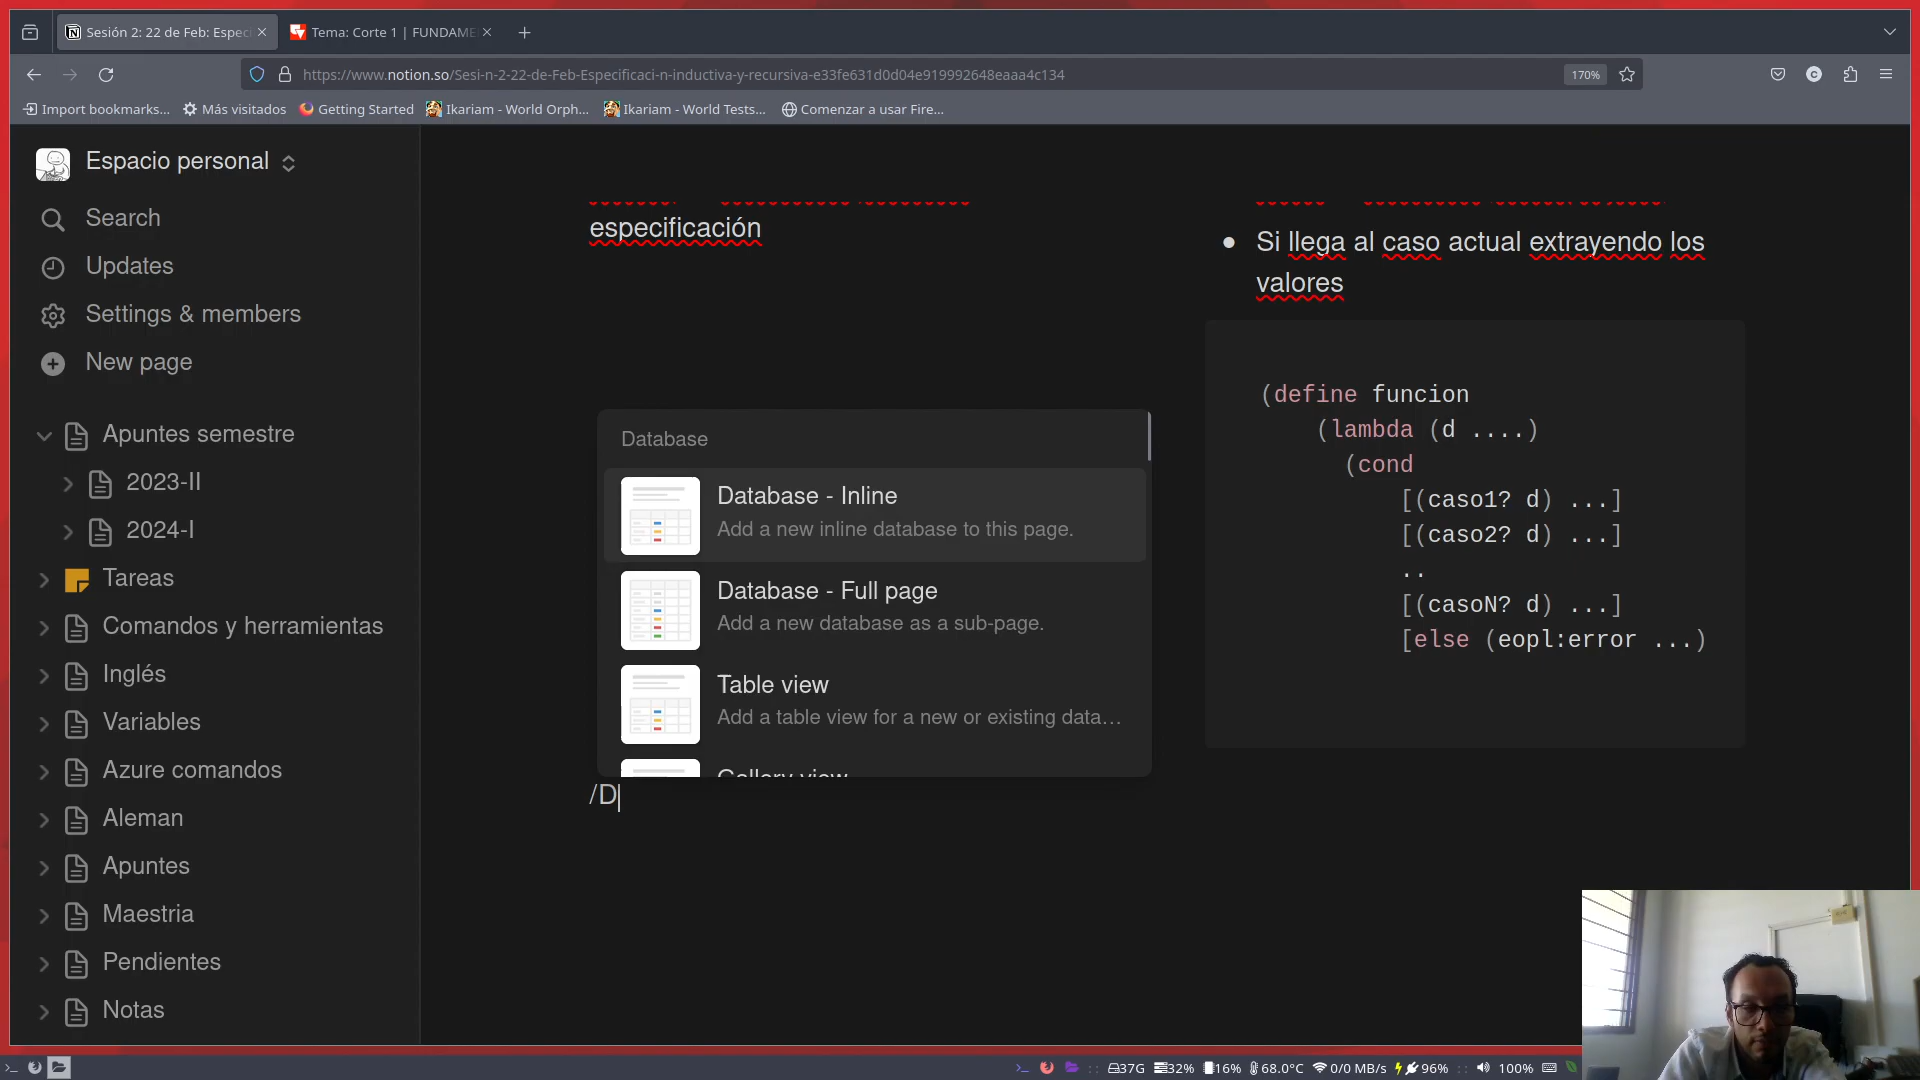 Sesión 2: 22 de Feb: Especi
Tema: Corte 1 | FUNDAME
https://www.notion.so/Sesi-n-2-22-de-Feb-Especificaci-n-inductiva-y-recursiva-e33fe631d0d04e919992648eaaa4c134
170%
Import bookmarks...
Más visitados
Getting Started
Ikariam - World Orph...
Ikariam - World Tests...
Comenzar a usar Fire...
Espacio personal
Search
Updates
Settings & members
New page
Apuntes semestre
2023-II
2024-I
Tareas
Comandos y herramientas
Inglés
Variables
Azure comandos
Aleman
Apuntes
Maestria
Pendientes
Notas
especificación
Database
Database - Inline
Add a new inline database to this page.
Database - Full page
Add a new database as a sub-page.
Table view
Add a table view for a new or existing data…
Gallery view
/D
● Si llega al caso actual extrayendo los
valores
(define funcion
(lambda (d ....)
(cond
[(caso1? d) ...]
[(caso2? d) ...]
..
[(casoN? d) ...]
[else (eopl:error ...)
37G 32% 16% 68.0°C 0/0 MB/s 96% :: 100%